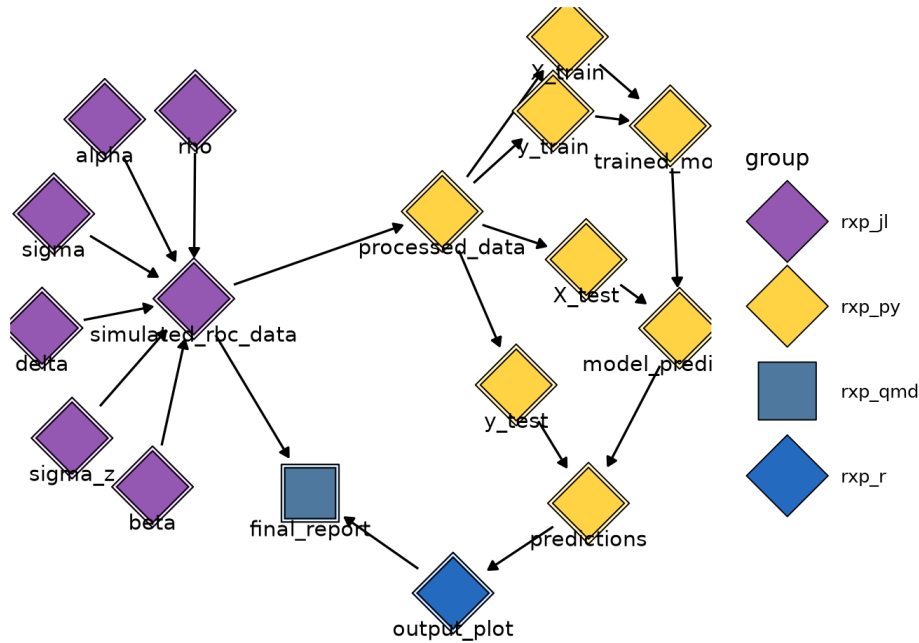 X_train
y_train
alpha
rho
trained_mo
group
sigma
processed_data
rxp_jl
X_test
rxp_py
simulated_rbc_data
delta
model_predi
rxp_qmd
y_test
sigma_z
rxp_r
beta
final_report
predictions
output_plot